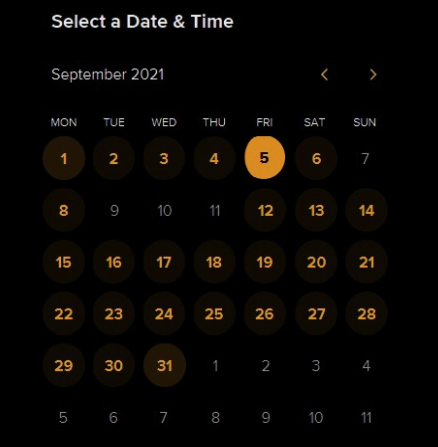 Select a Date & Time
September 2021
MON TUE WED THU FRI SAT SUN
1 2 3 4 5 6 7
8 9 10 11 12 13 14
15 16 17 18 19 20 21
22 23 24 25 26 27 28
29 30 31 1 2 3 4
5 6 7 8 9 10 11